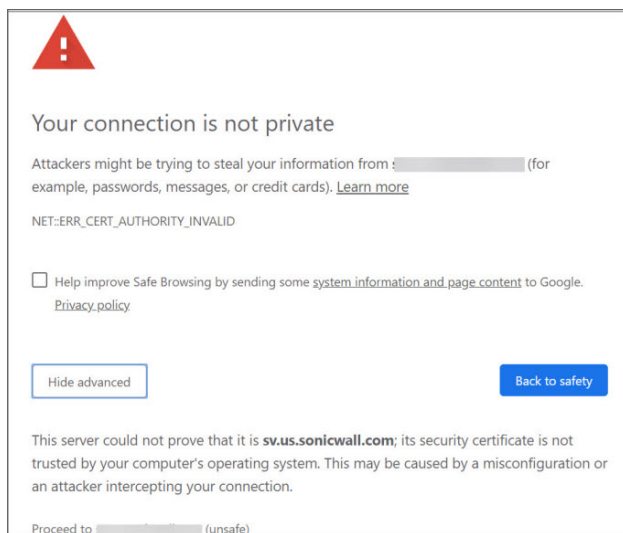 Your connection is not private
Attackers might be trying to steal your information from (for
example, passwords, messages, or credit cards). Learn more
NET::ERR_CERT_AUTHORITY_INVALID
Help improve Safe Browsing by sending some system information and page content to Google.
Privacy policy
Hide advanced
Back to safety
This server could not prove that it is sv.us.sonicwall.com; its security certificate is not
trusted by your computer's operating system. This may be caused by a misconfiguration or
an attacker intercepting your connection.
Proceed to (unsafe)